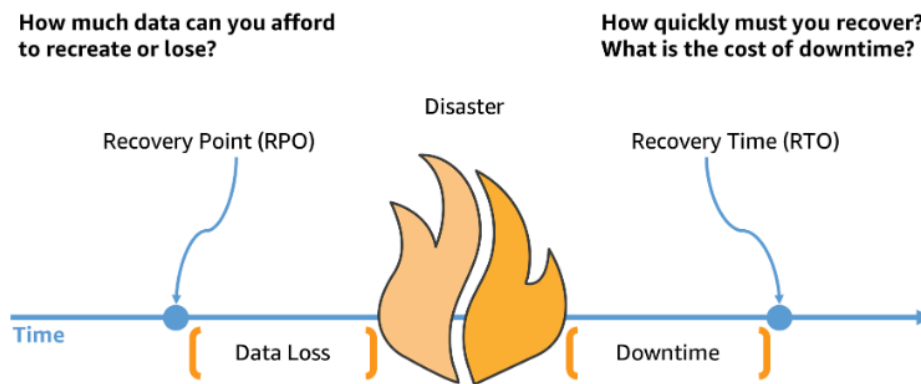 How much data can you afford
to recreate or lose?
How quickly must you recover?
What is the cost of downtime?
Disaster
Recovery Point (RPO)
Recovery Time (RTO)
Time
Data Loss
Downtime